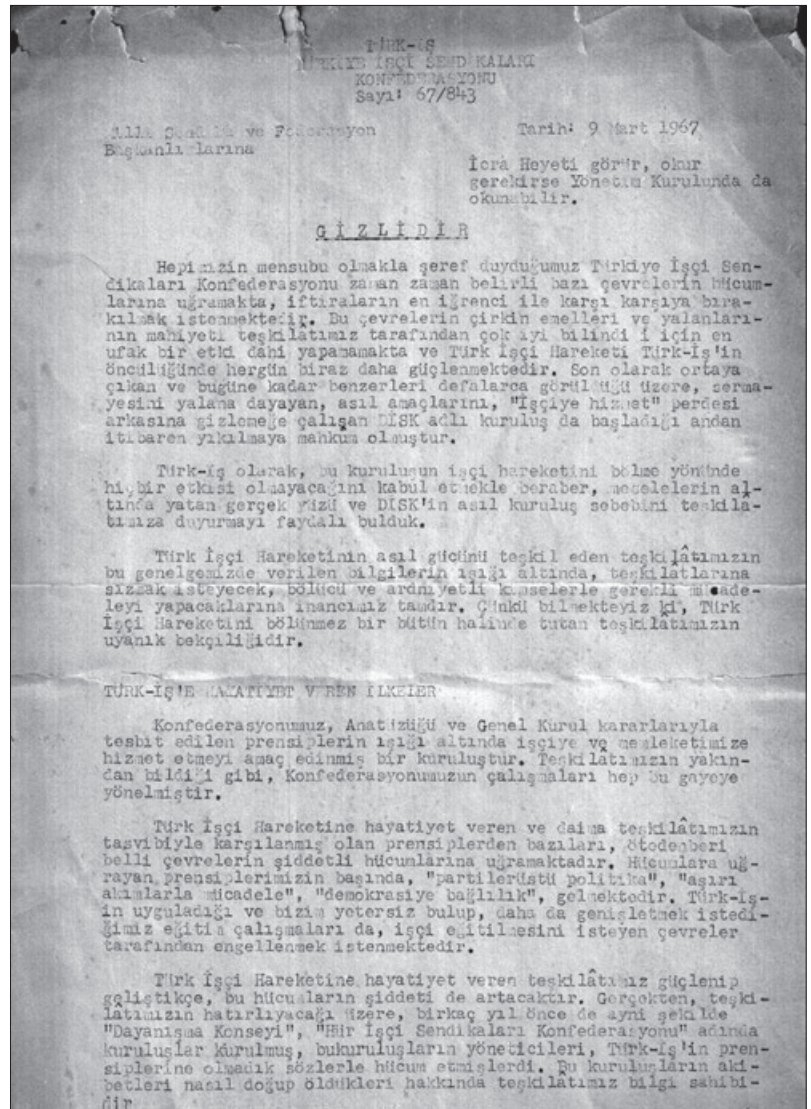 TÜRK-İŞ
TÜRKİYE İŞÇİ SENDİKALARI
KONFEDERASYONU
Sayı: 67/843
Milli Sendika ve Federasyon
Başkanlıklarına
Tarih: 9 Mart 1967
İcra Heyeti görür, okur
gerekirse Yönetim Kurulunda da
okunabilir.
GİZLİDİR
Hepimizin mensubu olmakla şeref duyduğumuz Türkiye İşçi Sen-
dikaları Konfederasyonu zaman zaman belirli bazı çevrelerin hücum-
larına uğramakta, iftiraların en iğrenci ile karşı karşıya bıra-
kılmak istenmektedir. Bu çevrelerin çirkin emelleri ve yalanları-
nın mahiyeti teşkilatımız tarafından çok iyi bilindi i için en
ufak bir etki dahi yapamamakta ve Türk İşçi Hareketi Türk-İş'in
öncülüğünde hergün biraz daha güçlenmektedir. Son olarak ortaya
çıkan ve bugüne kadar benzerleri defalarca görüldüğü üzere, serma-
yesini yalana dayayan, asıl amaçlarını, "İşçiye hizmet" perdesi
arkasına gizlemeğe çalışan DİSK adlı kuruluş da başladığı andan
itibaren yıkılmaya mahkum olmuştur.
Türk-iş olarak, bu kuruluşun işçi hareketini bölme yönünde
hiçbir etkisi olmayacağını kabul etmekle beraber, meselelerin al-
tında yatan gerçek yüzü ve DİSK'in asıl kuruluş sebebini teşkila-
tımıza duyurmayı faydalı bulduk.
Türk İşçi Hareketinin asıl gücünü teşkil eden teşkilâtımızın
bu genelgemizde verilen bilgilerin ışığı altında, teşkilatlarına
sızmak isteyecek, bölücü ve ardniyetli kimselerle gerekli mücade-
leyi yapacaklarına inancımız tamdır. Çünkü bilmekteyiz ki, Türk
İşçi Hareketini bölünmez bir bütün halinde tutan teşkilatımızın
uyanık bekçiliğidir.
TÜRK-İŞ'E HAYATİYET VEREN İLKELER
Konfederasyonumuz, Anatüzüğü ve Genel Kurul kararlarıyla
tesbit edilen prensiplerin ışığı altında işçiye ve memleketimize
hizmet etmeyi amaç edinmiş bir kuruluştur. Teşkilatımızın yakın-
dan bildiği gibi, Konfederasyonumuzun çalışmaları hep bu gayeye
yönelmiştir.
Türk İşçi Hareketine hayatiyet veren ve daima teşkilâtımızın
tasvibiyle karşılanmış olan prensiplerden bazıları, ötedenberi
belli çevrelerin şiddetli hücumlarına uğramaktadır. Hücumlara uğ-
rayan prensiplerimizin başında, "partilerüstü politika", "aşırı
akımlarla mücadele", "demokrasiye bağlılık", gelmektedir. Türk-İş-
in uyguladığı ve bizim yetersiz bulup, daha da genişletmek istedi-
ğimiz eğitim çalışmaları da, işçi eğitilmesini isteyen çevreler
tarafından engellenmek istenmektedir.
Türk İşçi Hareketine hayatiyet veren teşkilâtımız güçlenip
geliştikçe, bu hücumların şiddeti de artacaktır. Gerçekten, teşki-
latımızın hatırlıyacağı üzere, birkaç yıl önce de ayni şekilde
"Dayanışma Konseyi", "Hür İşçi Sendikaları Konfederasyonu" adında
kuruluşlar kurulmuş, bukuruluşların yöneticileri, Türk-İş'in pren-
siplerine olmadık sözlerle hücum etmişlerdi. Bu kuruluşların aki-
betleri nasıl doğup öldükleri hakkında teşkilatımız bilgi sahibi-
dir